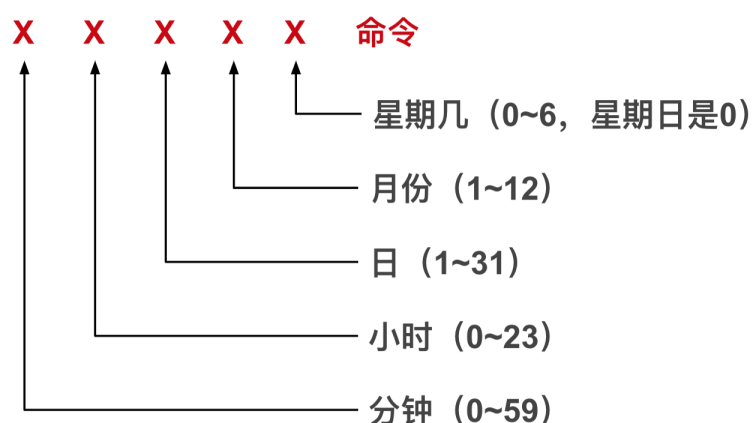 X X X X X 命令
星期几（0~6，星期日是0）
月份（1~12）
日（1~31）
小时（0~23）
分钟（0~59）